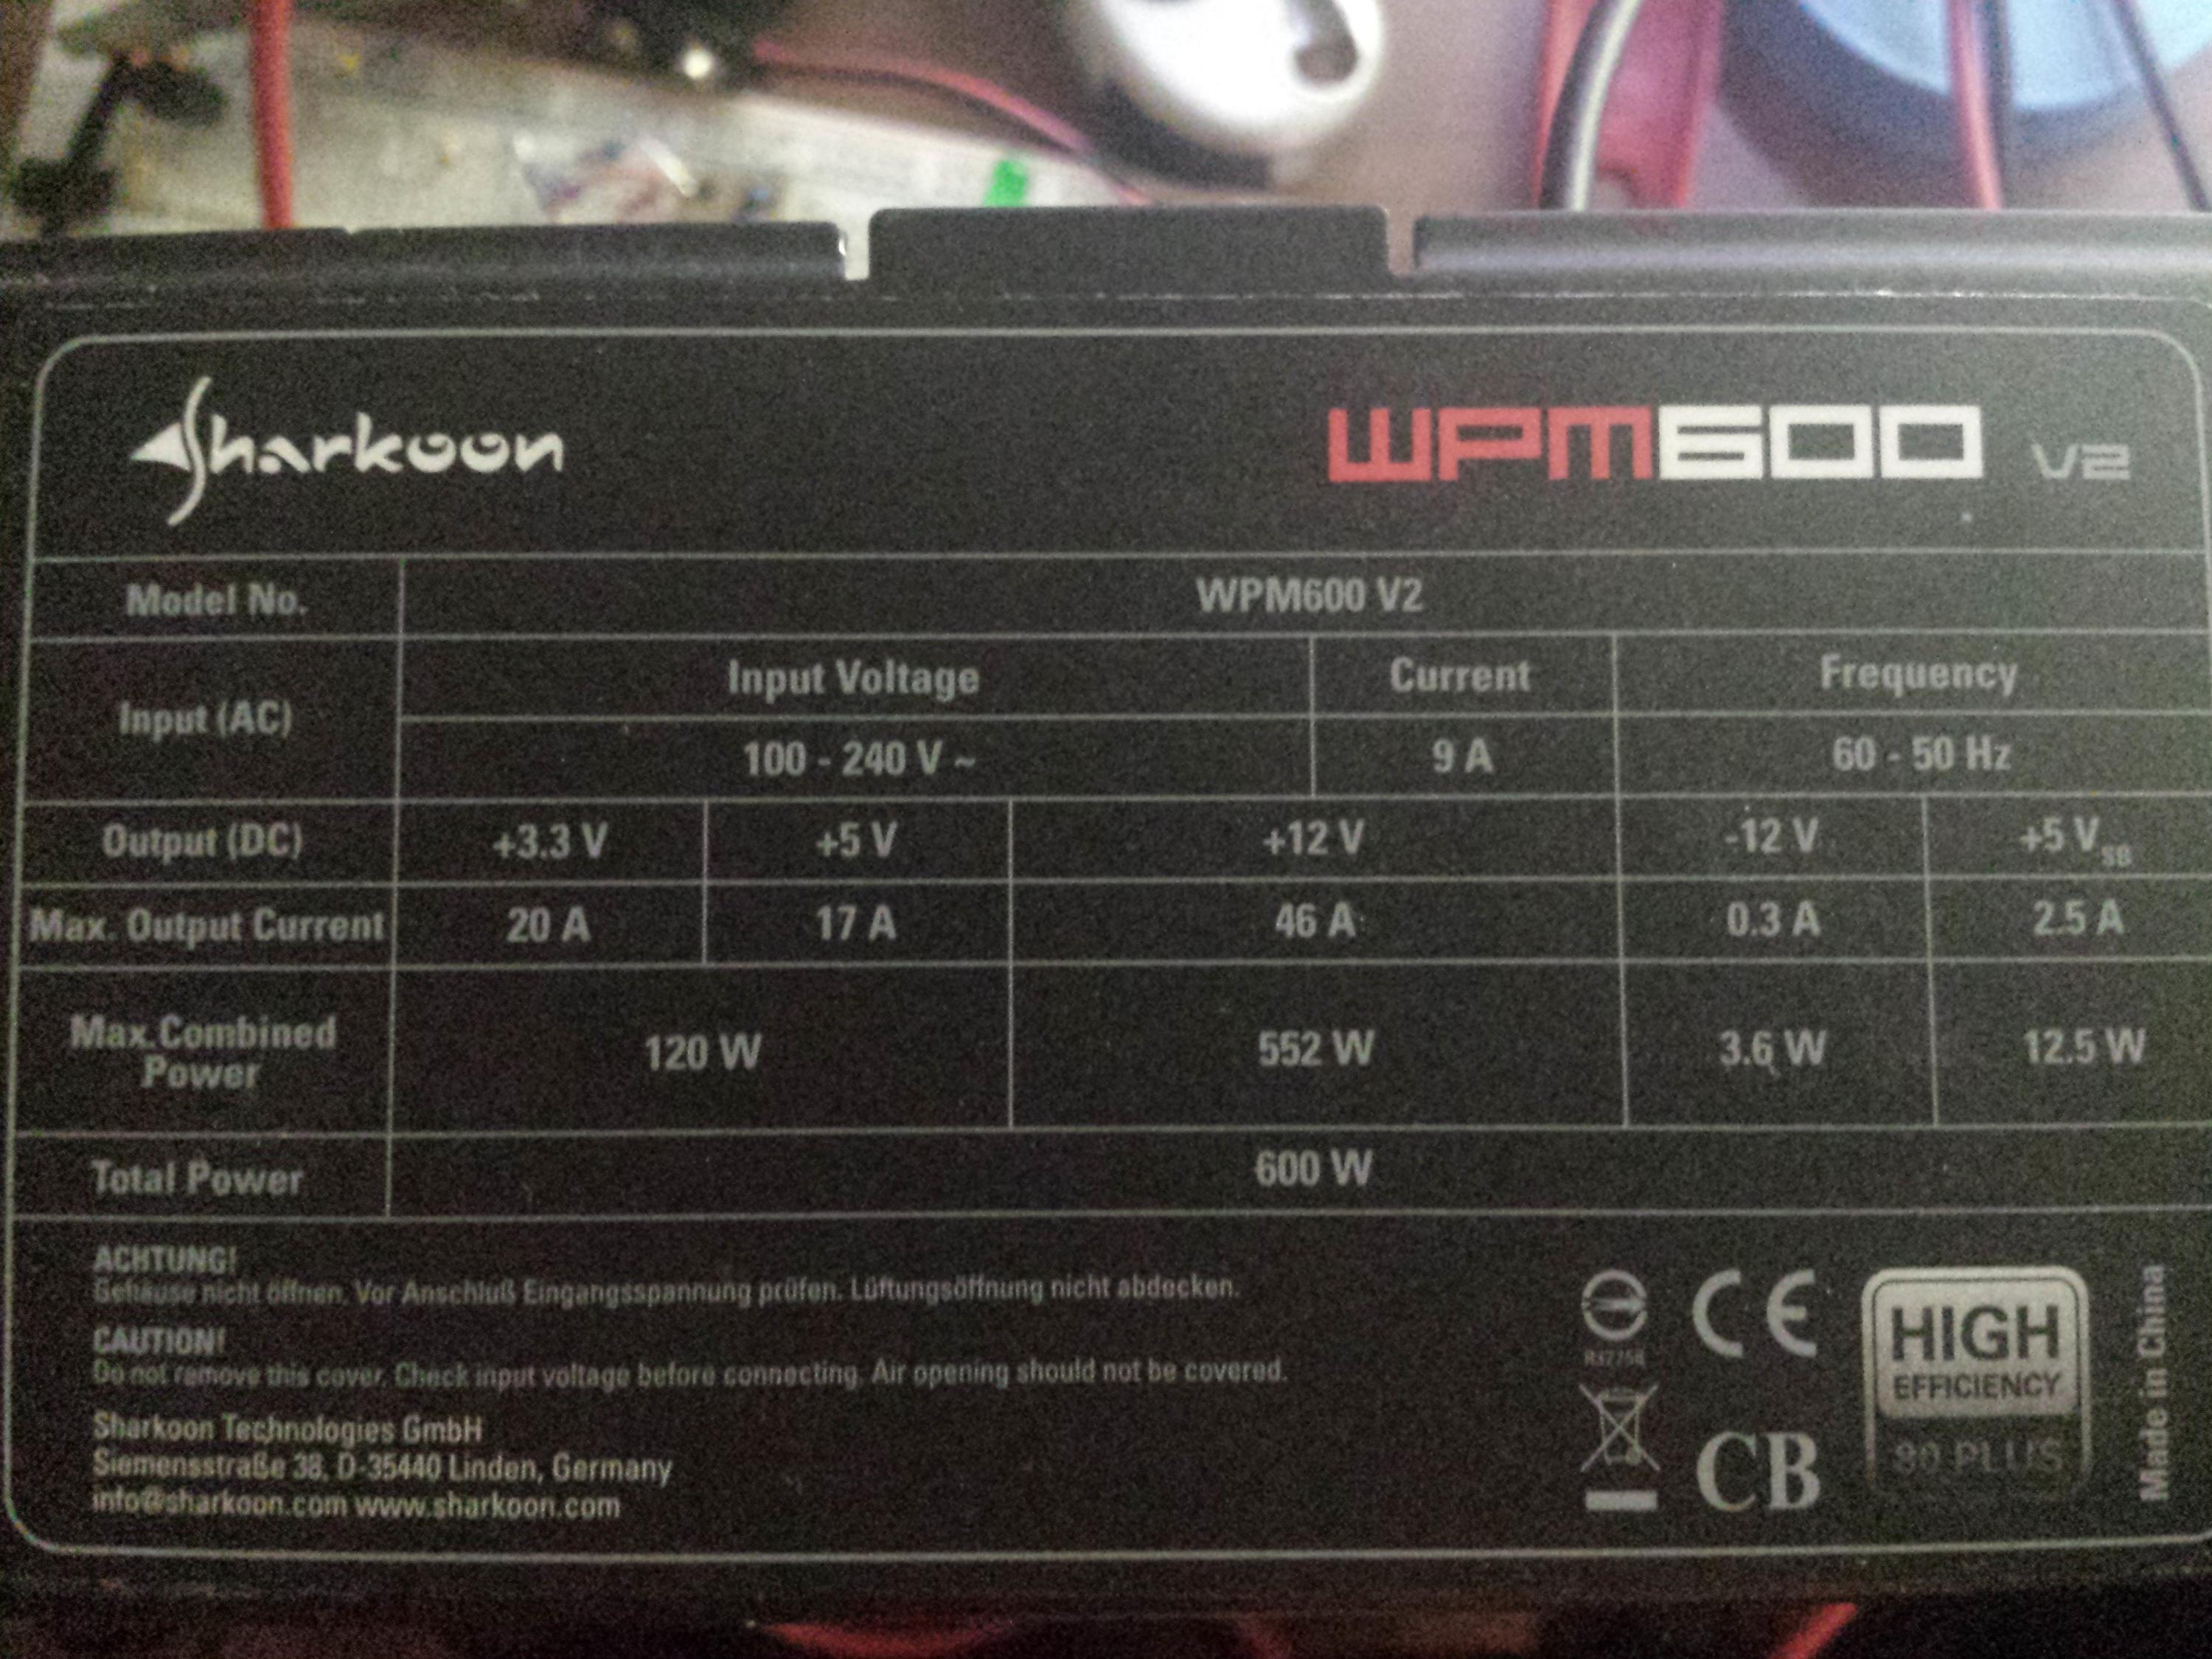 Sharkoon
WPM600 V2
Model No. WPM600 V2
Input (AC) Input Voltage Current Frequency
100 - 240 V ~ 9 A 60 - 50 Hz
Output (DC) +3.3 V +5 V +12 V -12 V +5 VSB
Max. Output Current 20 A 17 A 46 A 0.3 A 2.5 A
Max.Combined Power 120 W 552 W 3.6 W 12.5 W
Total Power 600 W
ACHTUNG!
Gehäuse nicht öffnen. Vor Anschluß Eingangsspannung prüfen. Lüftungsöffnung nicht abdecken.
CAUTION!
Do not remove this cover. Check input voltage before connecting. Air opening should not be covered.
Sharkoon Technologies GmbH
Siemensstraße 38, D-35440 Linden, Germany
info@sharkoon.com www.sharkoon.com
CE
CB
HIGH
EFFICIENCY
80 PLUS
Made in China